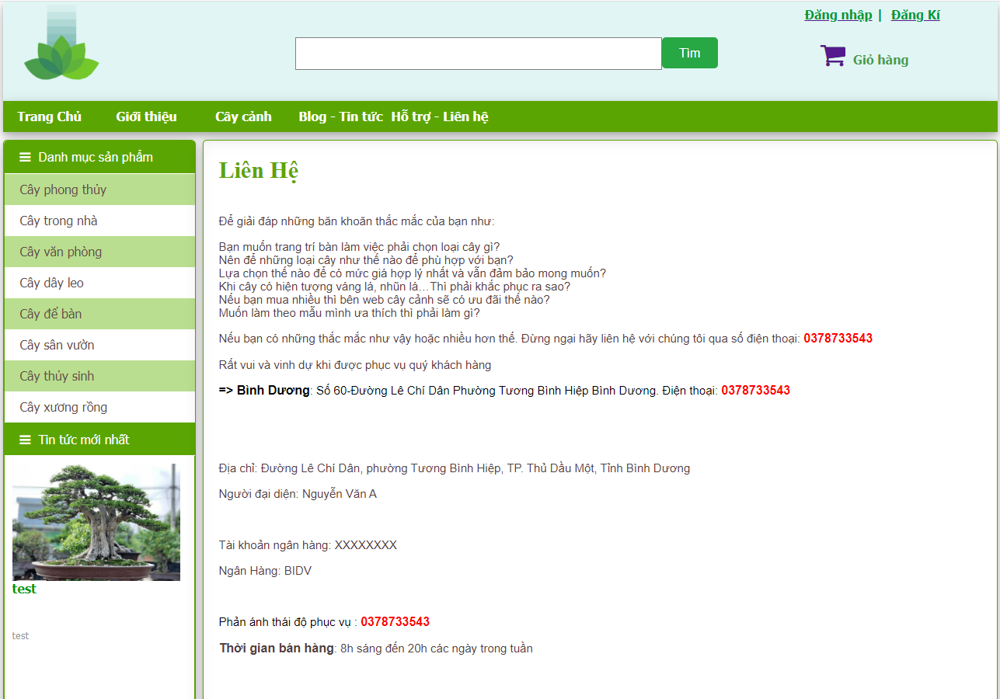 Đăng nhập | Đăng Kí
Tìm
Giỏ hàng
Trang Chủ Giới thiệu Cây cảnh Blog - Tin tức Hỗ trợ - Liên hệ
Danh mục sản phẩm
Cây phong thủy
Cây trong nhà
Cây văn phòng
Cây dây leo
Cây để bàn
Cây sân vườn
Cây thủy sinh
Cây xương rồng
Tin tức mới nhất
test
test
Liên Hệ
Để giải đáp những băn khoăn thắc mắc của bạn như:
Bạn muốn trang trí bàn làm việc phải chọn loại cây gì?
Nên để những loại cây như thế nào để phù hợp với bạn?
Lựa chọn thế nào để có mức giá hợp lý nhất và vẫn đảm bảo mong muốn?
Khi cây có hiện tượng váng lá, nhũn lá…Thì phải khắc phục ra sao?
Nếu bạn mua nhiều thì bên web cây cảnh sẽ có ưu đãi thế nào?
Muốn làm theo mẫu mình ưa thích thì phải làm gì?
Nếu bạn có những thắc mắc như vậy hoặc nhiều hơn thế. Đừng ngại hãy liên hệ với chúng tôi qua số điện thoại: 0378733543
Rất vui và vinh dự khi được phục vụ quý khách hàng
=> Bình Dương: Số 60-Đường Lê Chí Dân Phường Tương Bình Hiệp Bình Dương. Điện thoại: 0378733543
Địa chỉ: Đường Lê Chí Dân, phường Tương Bình Hiệp, TP. Thủ Dầu Một, Tỉnh Bình Dương
Người đại diện: Nguyễn Văn A
Tài khoản ngân hàng: XXXXXXXX
Ngân Hàng: BIDV
Phản ánh thái độ phục vụ : 0378733543
Thời gian bán hàng: 8h sáng đến 20h các ngày trong tuần